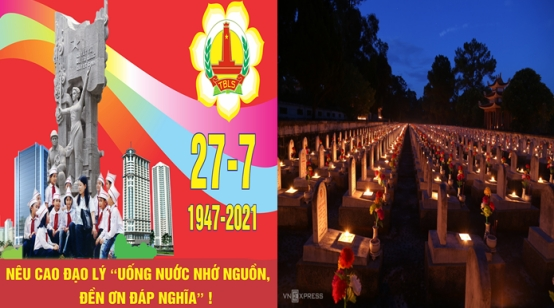 TBLS
27-7
1947-2021
NÊU CAO ĐẠO LÝ “UỐNG NƯỚC NHỚ NGUỒN,
ĐỀN ƠN ĐÁP NGHĨA” !
VNEXPRESS